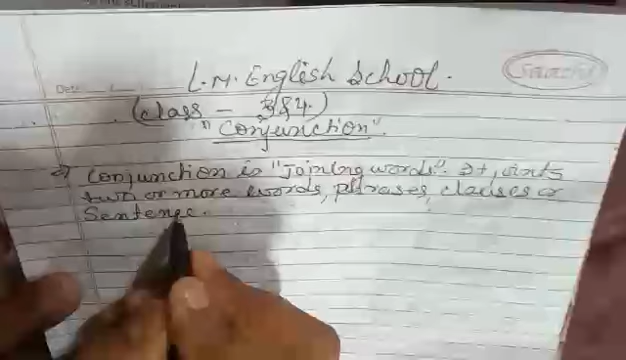 L.M. English School.
Date
(Class - 3&4.)
"Conjunction".
Conjunction is "Joining words". It joints
two or more words, phrases, clauses or
Sentence.